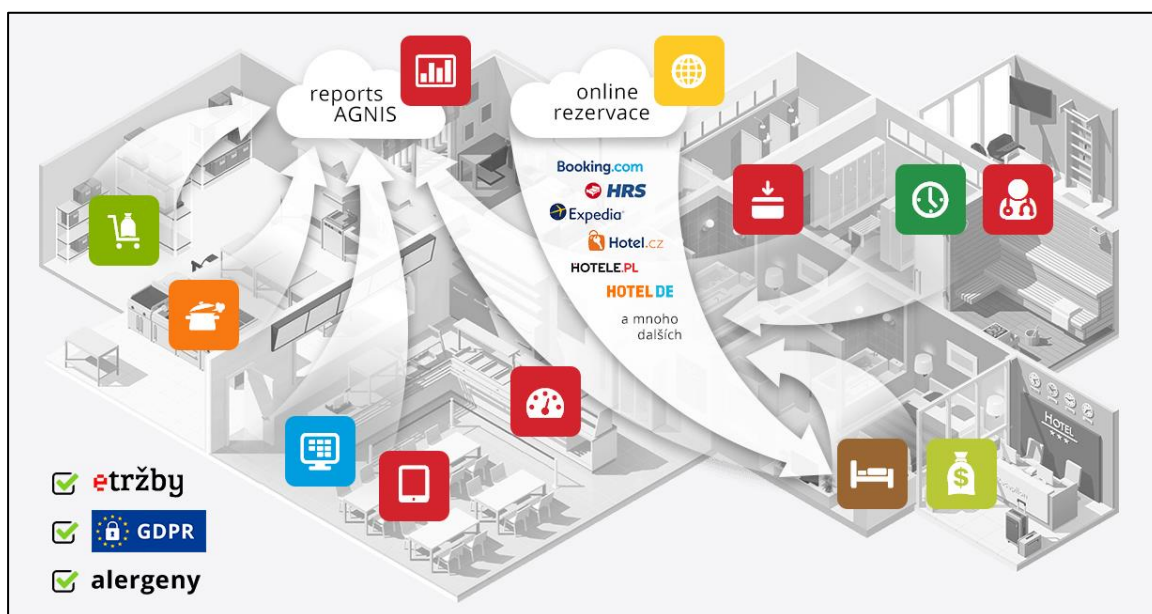 reports
AGNIS
online
rezervace
Booking.com
HRS
Expedia
Hotel.cz
HOTELE.PL
HOTEL DE
a mnoho
dalších
HOTEL
etržby
GDPR
alergeny